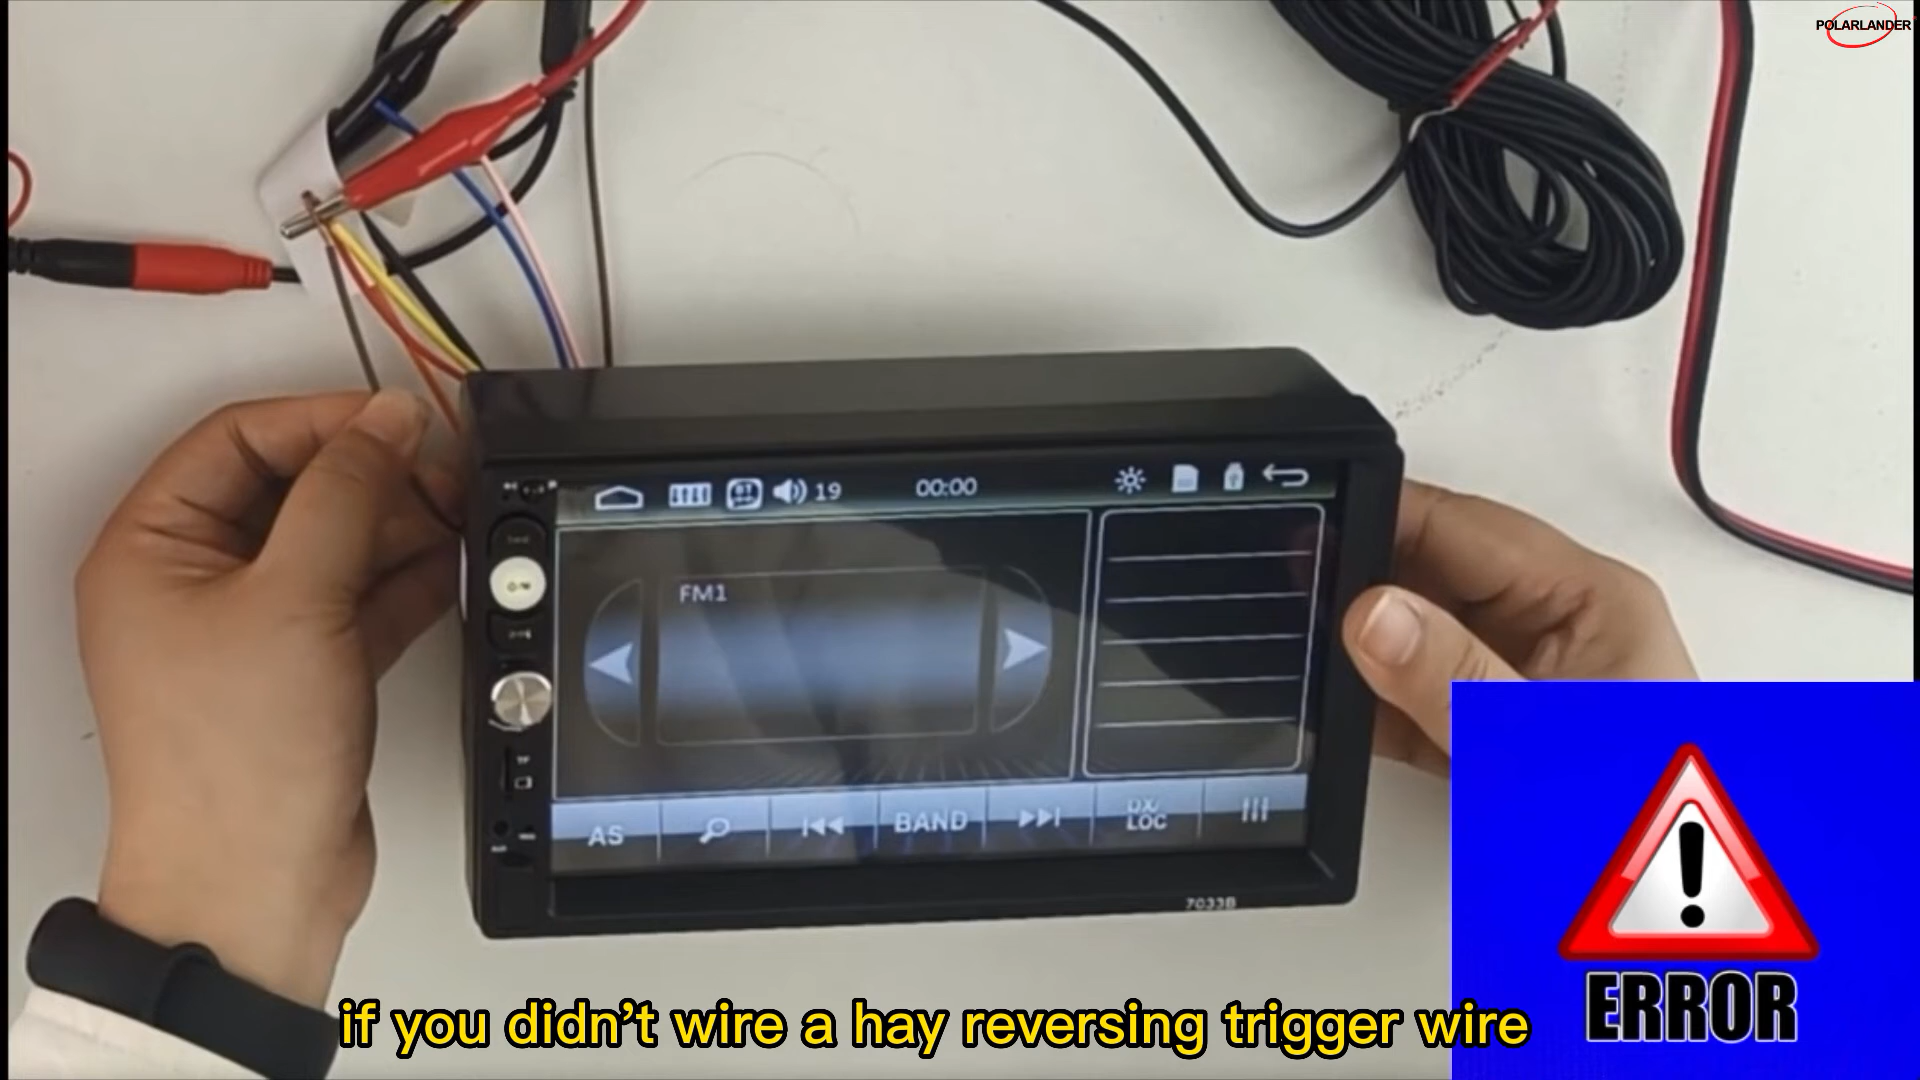 POLARLANDER
19
00:00
FM1
AS
BAND
DX/
LOC
TF
7033B
ERROR
if you didn't wire a hay reversing trigger wire